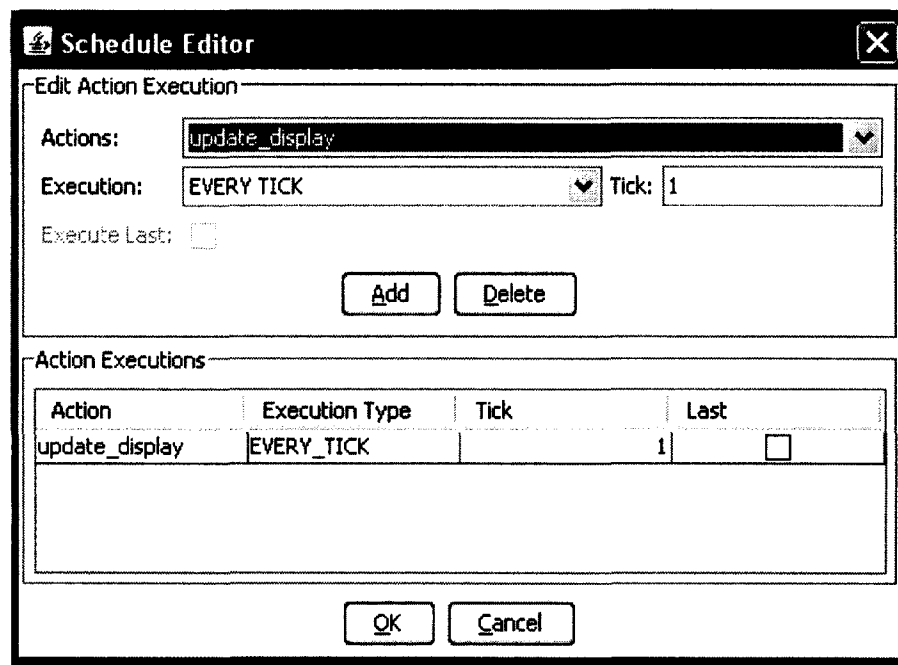 Schedule Editor
Edit Action Execution
Actions: update_display
Execution: EVERY TICK Tick: 1
Execute Last:
Add Delete
Action Executions
Action Execution Type Tick Last
update_display EVERY_TICK 1
OK Cancel